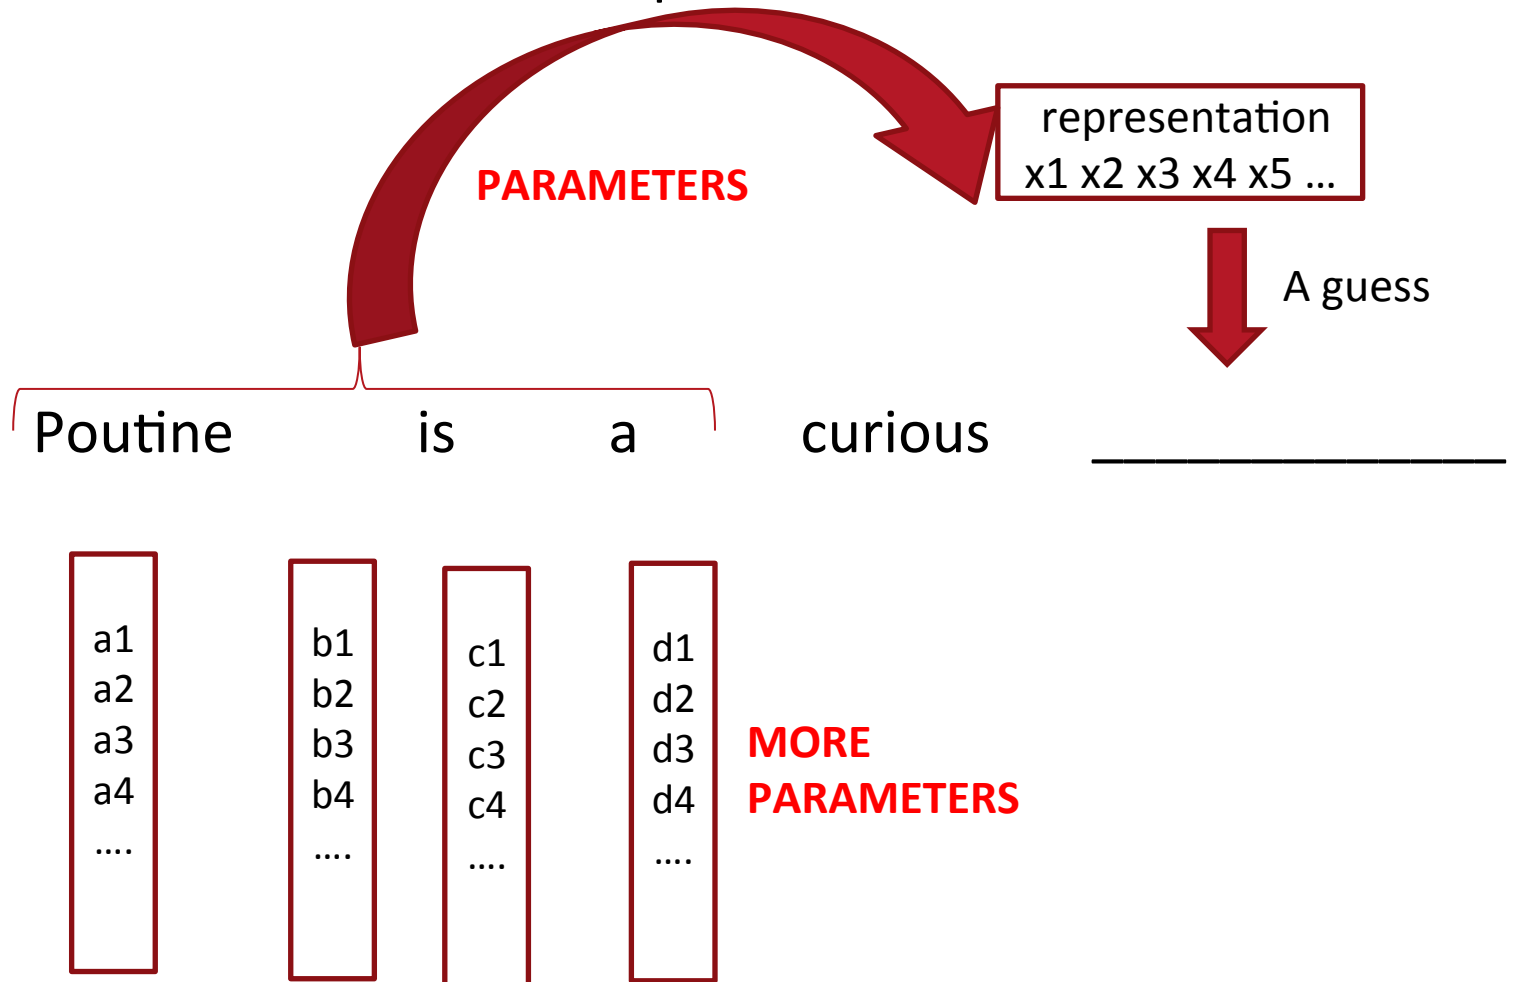 representation
x1 x2 x3 x4 x5 ...
PARAMETERS
A guess
Poutine is a curious _____________
a1
a2
a3
a4
....
b1
b2
b3
b4
....
c1
c2
c3
c4
....
d1
d2
d3
d4
....
MORE
PARAMETERS